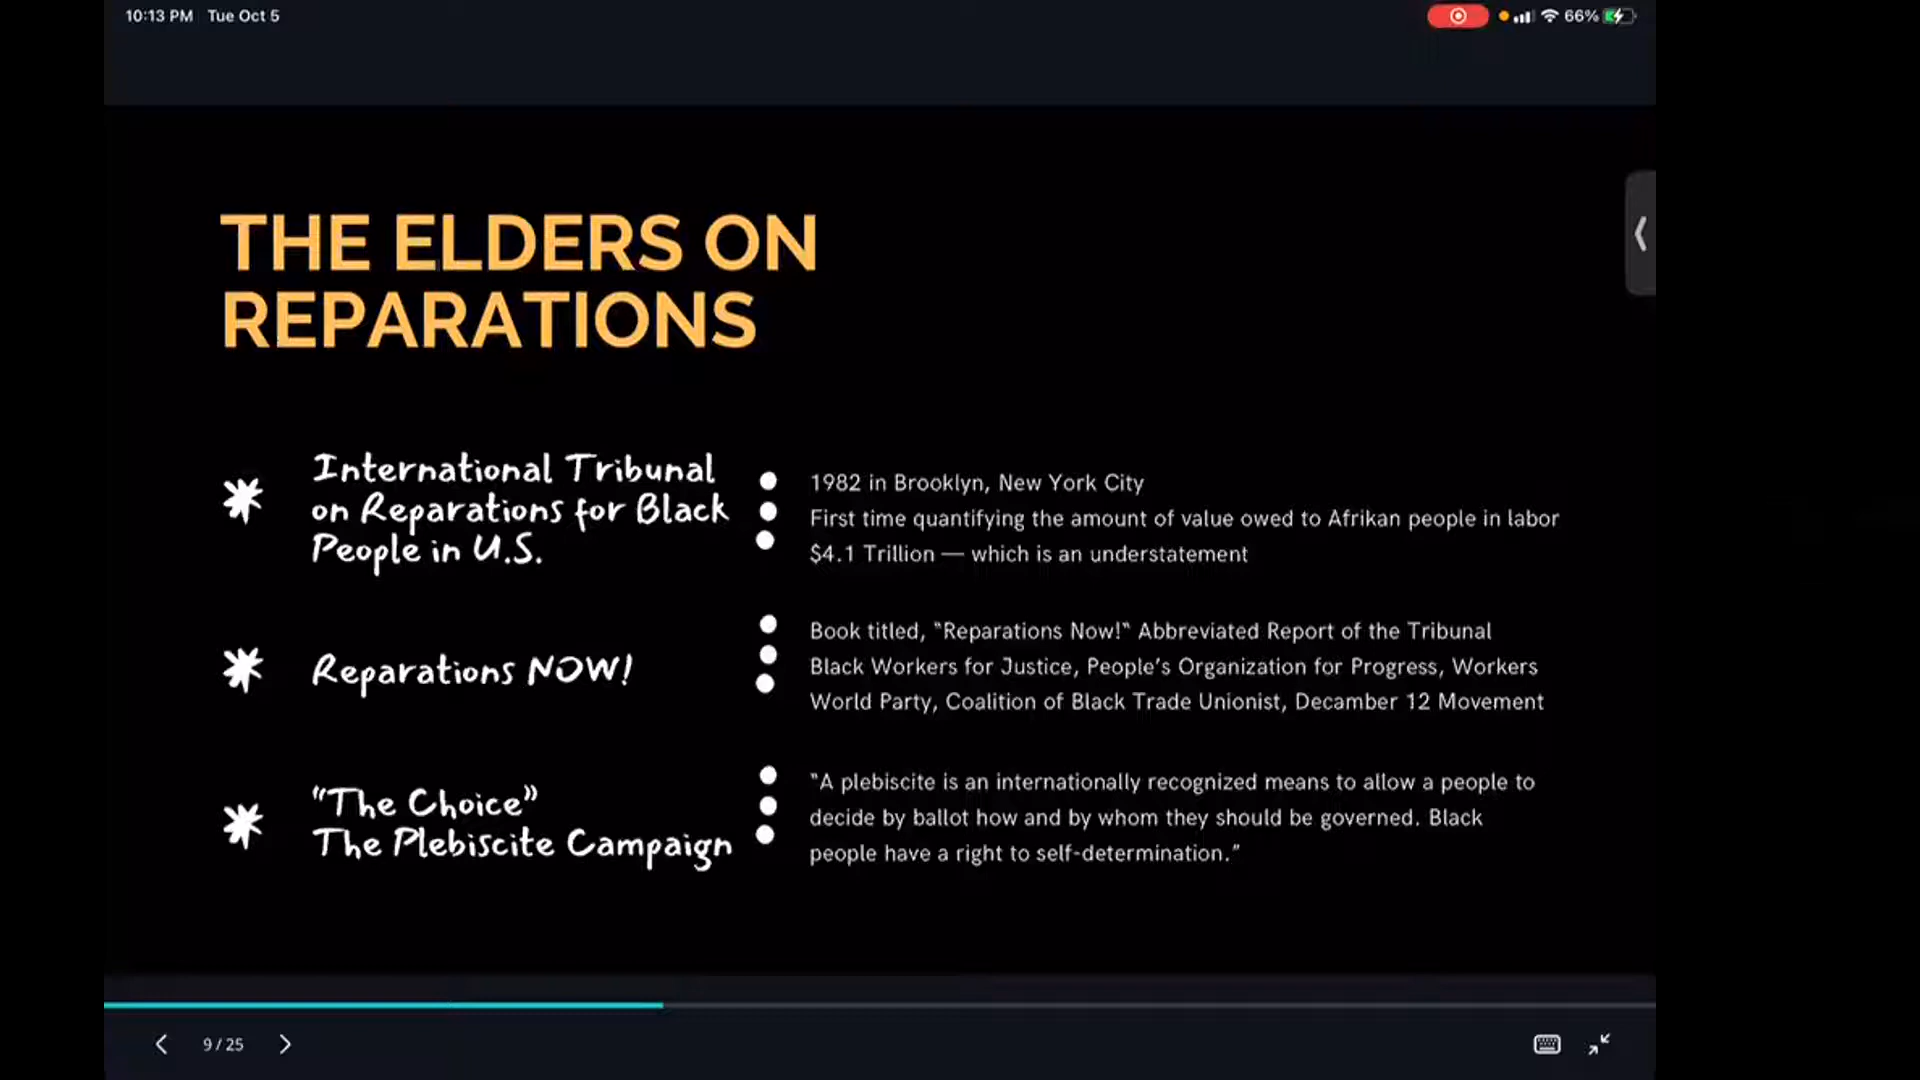 10:13 PM Tue Oct 5
66%
THE ELDERS ON
REPARATIONS
International Tribunal
on Reparations for Black
People in U.S.
1982 in Brooklyn, New York City
First time quantifying the amount of value owed to Afrikan people in labor
$4.1 Trillion — which is an understatement
Reparations NOW!
Book titled, "Reparations Now!" Abbreviated Report of the Tribunal
Black Workers for Justice, People's Organization for Progress, Workers
World Party, Coalition of Black Trade Unionist, Decamber 12 Movement
"The Choice"
The Plebiscite Campaign
"A plebiscite is an internationally recognized means to allow a people to
decide by ballot how and by whom they should be governed. Black
people have a right to self-determination."
9 / 25